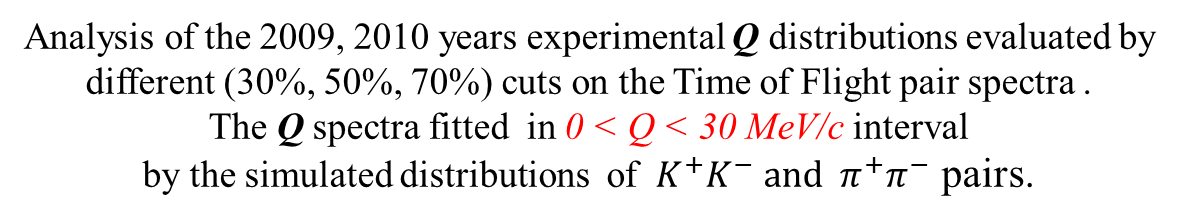 Analysis of the 2009, 2010 years experimental Q distributions evaluated by
different (30%, 50%, 70%) cuts on the Time of Flight pair spectra .
The Q spectra fitted in 0 < Q < 30 MeV/c interval
by the simulated distributions of K⁺K⁻ and π⁺π⁻ pairs.